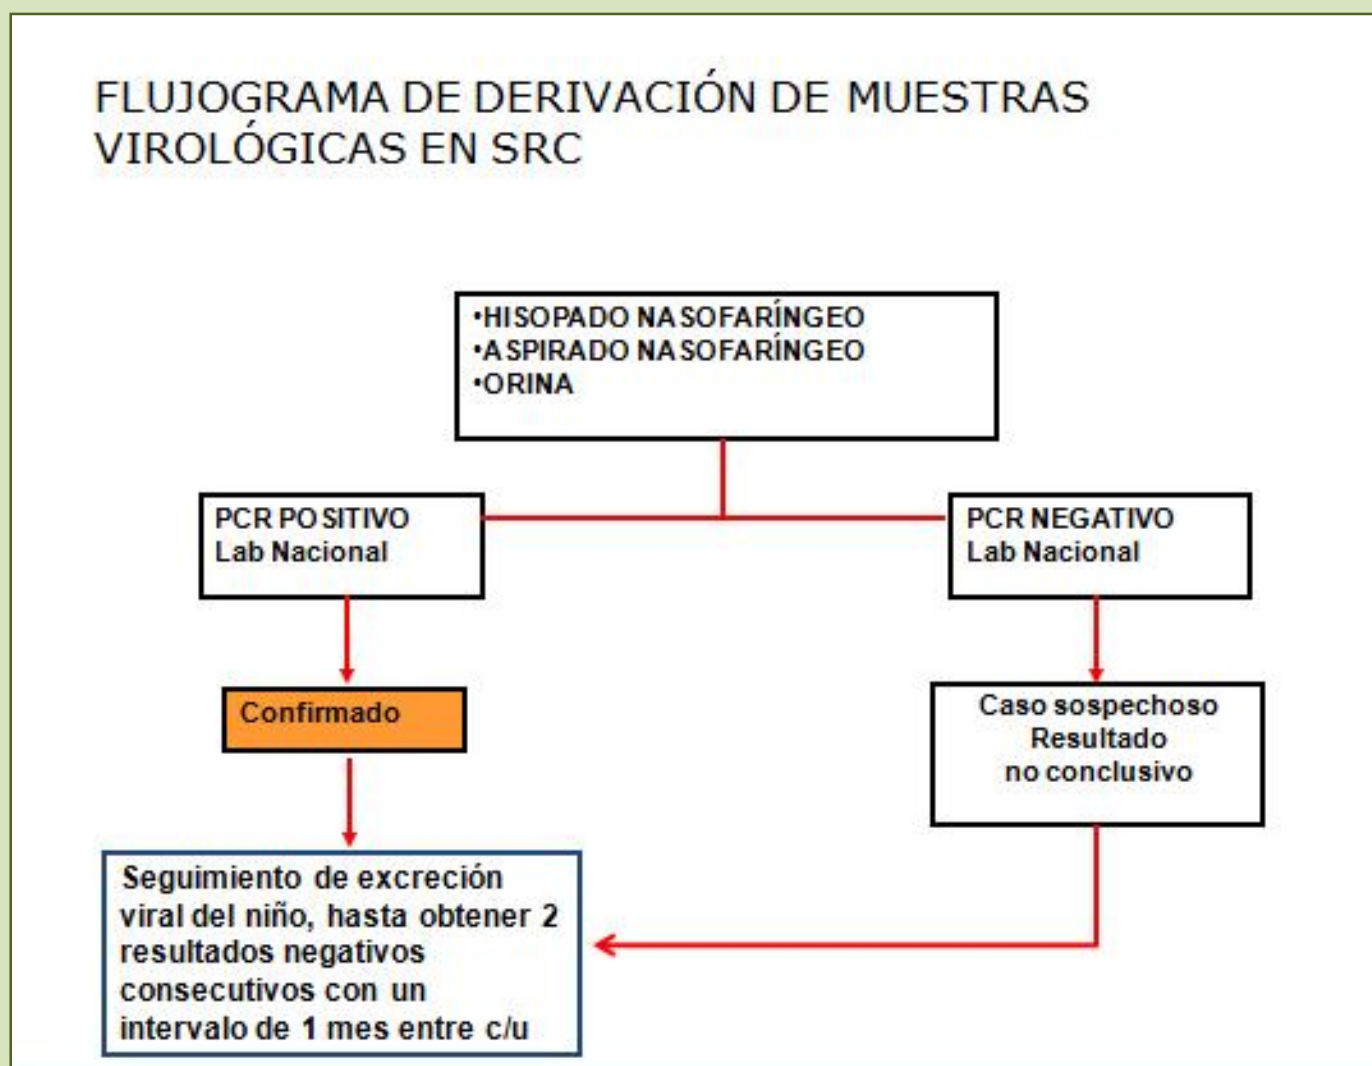 FLUJOGRAMA DE DERIVACIÓN DE MUESTRAS
VIROLÓGICAS EN SRC
•HISOPADO NASOFARÍNGEO
•ASPIRADO NASOFARÍNGEO
•ORINA
PCR POSITIVO
Lab Nacional
PCR NEGATIVO
Lab Nacional
Confirmado
Caso sospechoso
Resultado
no conclusivo
Seguimiento de excreción
viral del niño, hasta obtener 2
resultados negativos
consecutivos con un
intervalo de 1 mes entre c/u